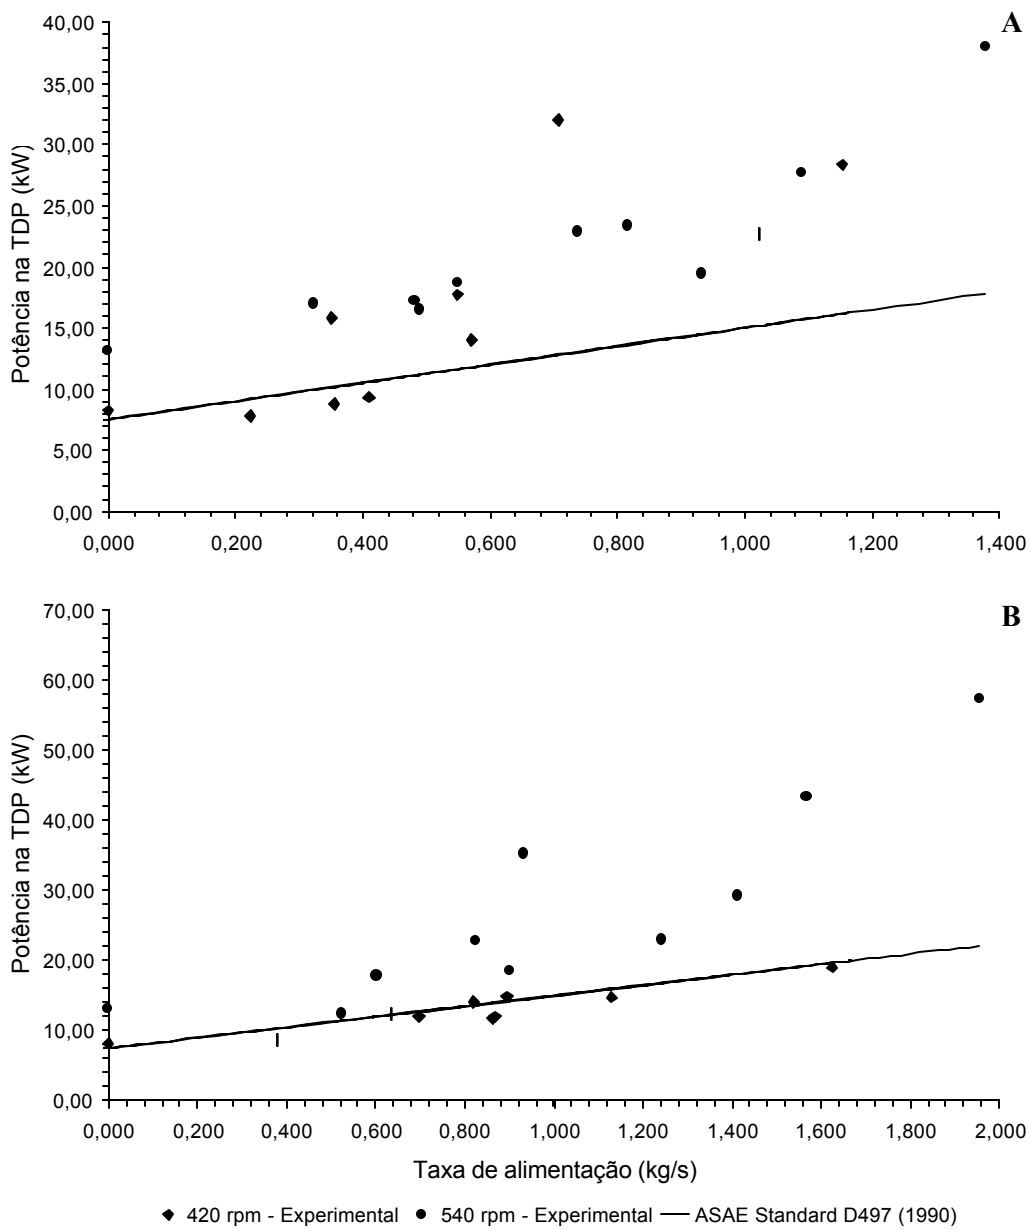 A
40,00
35,00
30,00
25,00
20,00
15,00
10,00
5,00
0,00
Potência na TDP (kW)
0,000 0,200 0,400 0,600 0,800 1,000 1,200 1,400
B
70,00
60,00
50,00
40,00
30,00
20,00
10,00
0,00
Potência na TDP (kW)
0,000 0,200 0,400 0,600 0,800 1,000 1,200 1,400 1,600 1,800 2,000
Taxa de alimentação (kg/s)
420 rpm - Experimental 540 rpm - Experimental ASAE Standard D497 (1990)